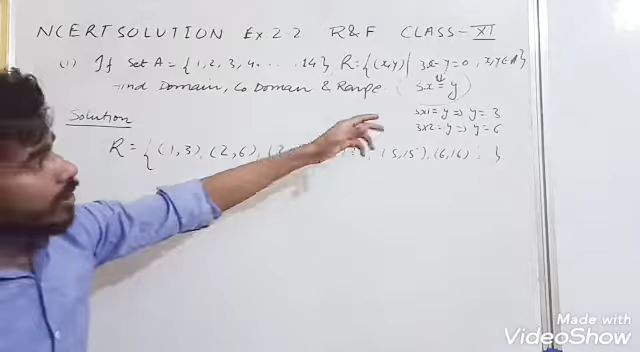 NCERT SOLUTION Ex. 2.2 R&F CLASS-XI
(1) If Set A = {1, 2, 3, 4. . . . 14} R = {(x,y) | 3x-y=0, x,y∈A}
Find Domain, Co Domain & Range (3x = y)
3x1=y ⇒ y = 3
3x2=y ⇒ y = 6
Solution
R = { (1,3), (2,6), (5,15), (6,16) }
Made with
VideoShow